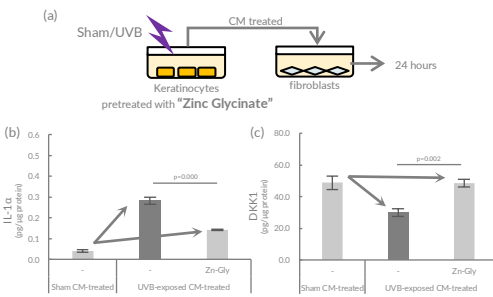 (a)
Sham/UVB
CM treated
24 hours
Keratinocytes
fibroblasts
pretreated with “Zinc Glycinate”
(b)
0.6
0.5
0.4
0.3
0.2
0.1
0.0
IL-1α
(pg/μg protein)
p=0.000
-
-
Zn-Gly
Sham CM-treated
UVB-exposed CM-treated
(c)
80.0
60.0
40.0
20.0
0.0
DKK1
(pg/μg protein)
p=0.002
-
-
Zn-Gly
Sham CM-treated
UVB-exposed CM-treated